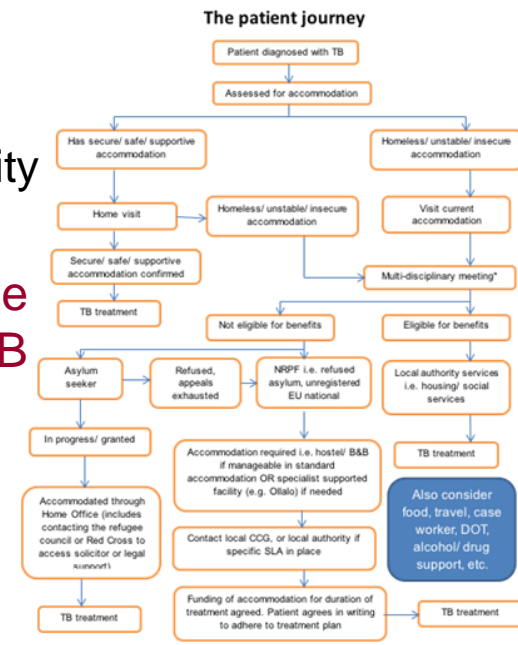 The patient journey
Patient diagnosed with TB
Assessed for accommodation
Has secure/ safe/ supportive
accommodation
Homeless/ unstable/ insecure
accommodation
ity
Home visit
Homeless/ unstable/ insecure
accommodation
Visit current
accommodation
Secure/ safe/ supportive
accommodation confirmed
Multi-disciplinary meeting*
e
TB treatment
B
Not eligible for benefits
Eligible for benefits
Asylum
seeker
Refused,
appeals
exhausted
NRPF i.e. refused
asylum, unregistered
EU national
Local authority services
i.e. housing/ social
services
In progress/ granted
Accommodation required i.e. hostel/ B&B
if manageable in standard
accommodation OR specialist supported
facility (e.g. Ollalo) if needed
TB treatment
Accommodated through
Home Office (includes
contacting the refugee
council or Red Cross to
access solicitor or legal
support)
Also consider
food, travel, case
worker, DOT,
alcohol/ drug
support, etc.
Contact local CCG, or local authority if
specific SLA in place
Funding of accommodation for duration of
treatment agreed. Patient agrees in writing
to adhere to treatment plan
TB treatment
TB treatment